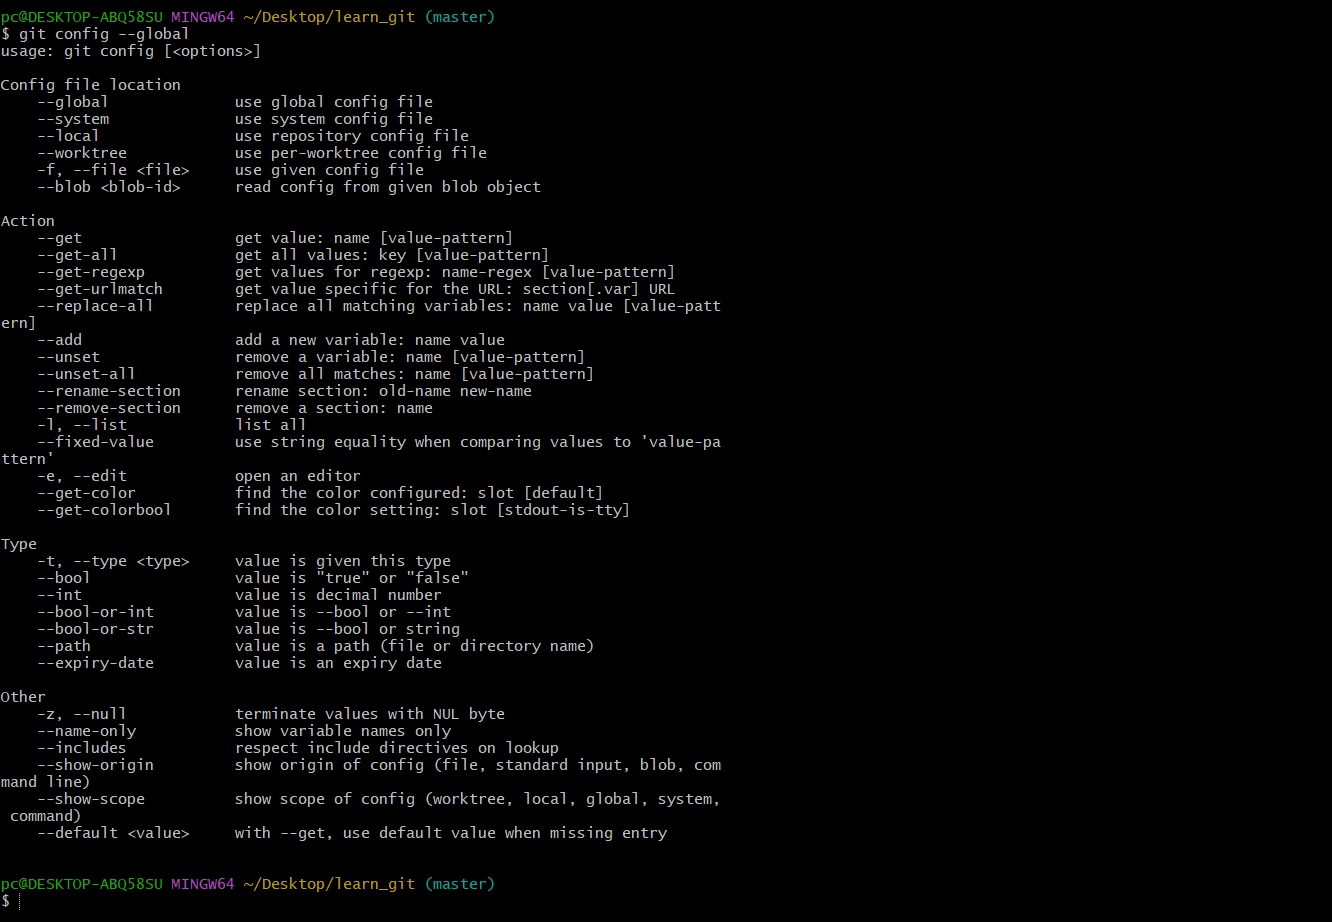 pc@DESKTOP-ABQ58SU MINGW64 ~/Desktop/learn_git (master)
$ git config --global
usage: git config [<options>]

Config file location
    --global              use global config file
    --system              use system config file
    --local               use repository config file
    --worktree            use per-worktree config file
    -f, --file <file>     use given config file
    --blob <blob-id>      read config from given blob object

Action
    --get                 get value: name [value-pattern]
    --get-all             get all values: key [value-pattern]
    --get-regexp          get values for regexp: name-regex [value-pattern]
    --get-urlmatch        get value specific for the URL: section[.var] URL
    --replace-all         replace all matching variables: name value [value-patt
ern]
    --add                 add a new variable: name value
    --unset               remove a variable: name [value-pattern]
    --unset-all           remove all matches: name [value-pattern]
    --rename-section      rename section: old-name new-name
    --remove-section      remove a section: name
    -l, --list            list all
    --fixed-value         use string equality when comparing values to 'value-pa
ttern'
    -e, --edit            open an editor
    --get-color           find the color configured: slot [default]
    --get-colorbool       find the color setting: slot [stdout-is-tty]

Type
    -t, --type <type>     value is given this type
    --bool                value is "true" or "false"
    --int                 value is decimal number
    --bool-or-int         value is --bool or --int
    --bool-or-str         value is --bool or string
    --path                value is a path (file or directory name)
    --expiry-date         value is an expiry date

Other
    -z, --null            terminate values with NUL byte
    --name-only           show variable names only
    --includes            respect include directives on lookup
    --show-origin         show origin of config (file, standard input, blob, com
mand line)
    --show-scope          show scope of config (worktree, local, global, system,
 command)
    --default <value>     with --get, use default value when missing entry

pc@DESKTOP-ABQ58SU MINGW64 ~/Desktop/learn_git (master)
$